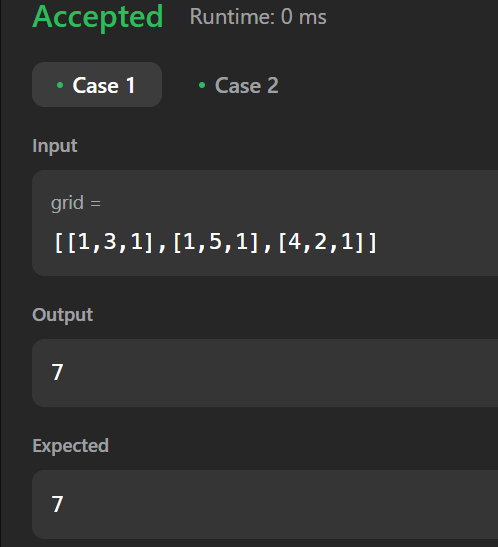 Accepted Runtime: 0 ms
Case 1 Case 2
Input
grid =
[[1,3,1],[1,5,1],[4,2,1]]
Output
7
Expected
7